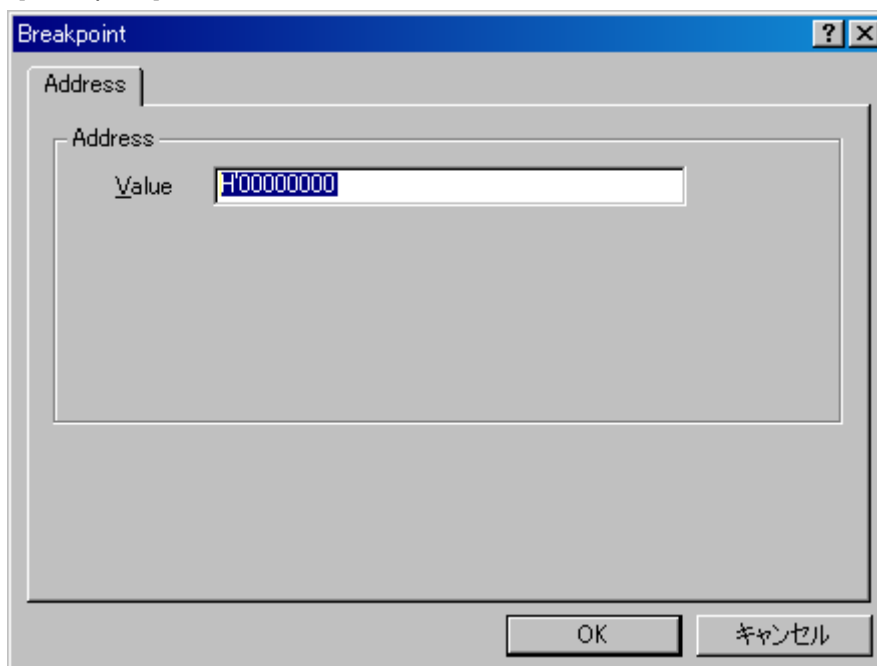 Breakpoint
Address
Address
Value H'00000000
OK キャンセル